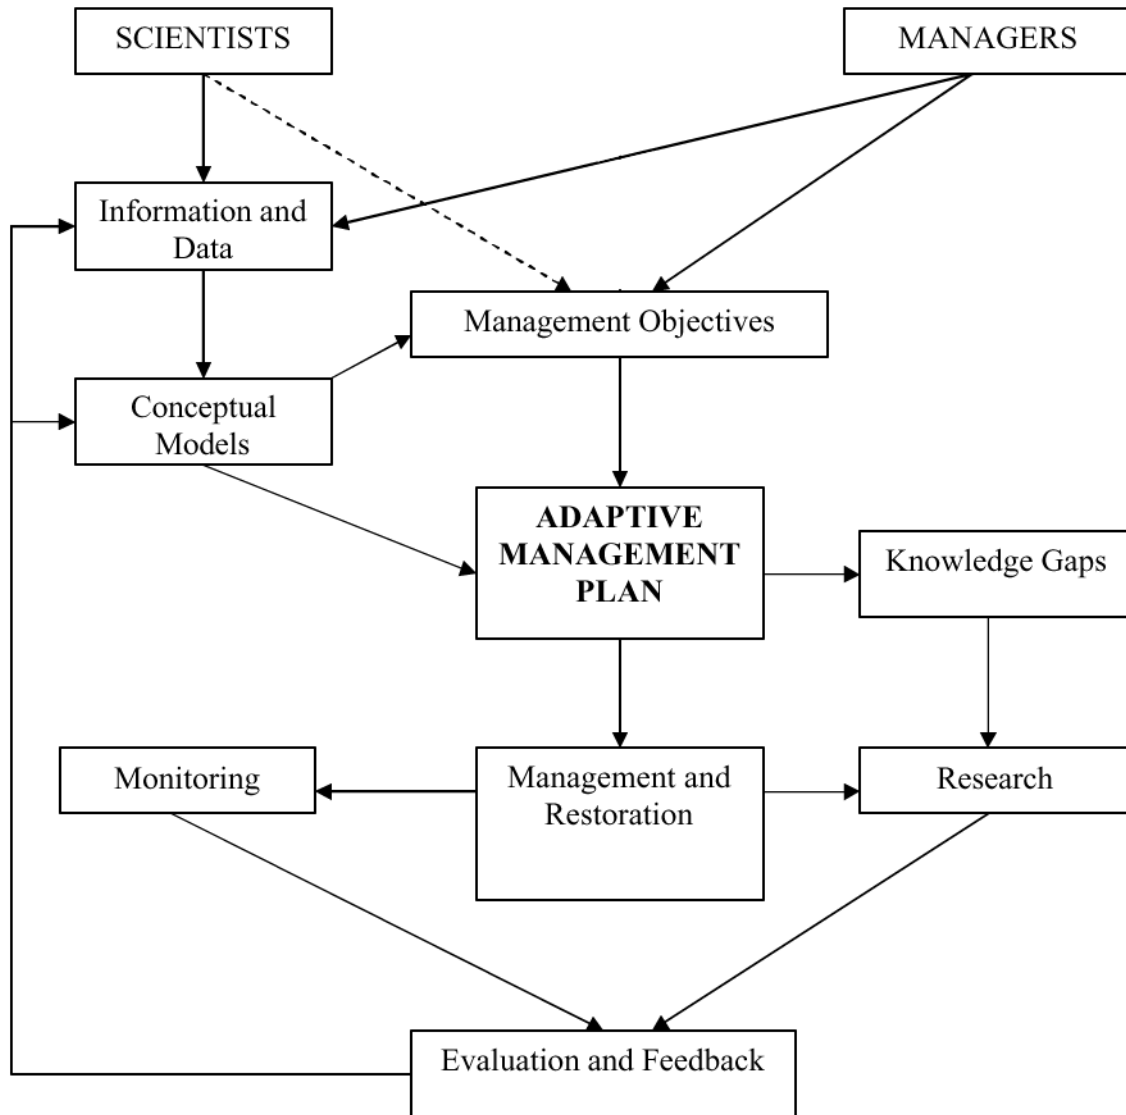 SCIENTISTS
MANAGERS
Information and
Data
Management Objectives
Conceptual
Models
ADAPTIVE
MANAGEMENT
PLAN
Knowledge Gaps
Monitoring
Management and
Restoration
Research
Evaluation and Feedback